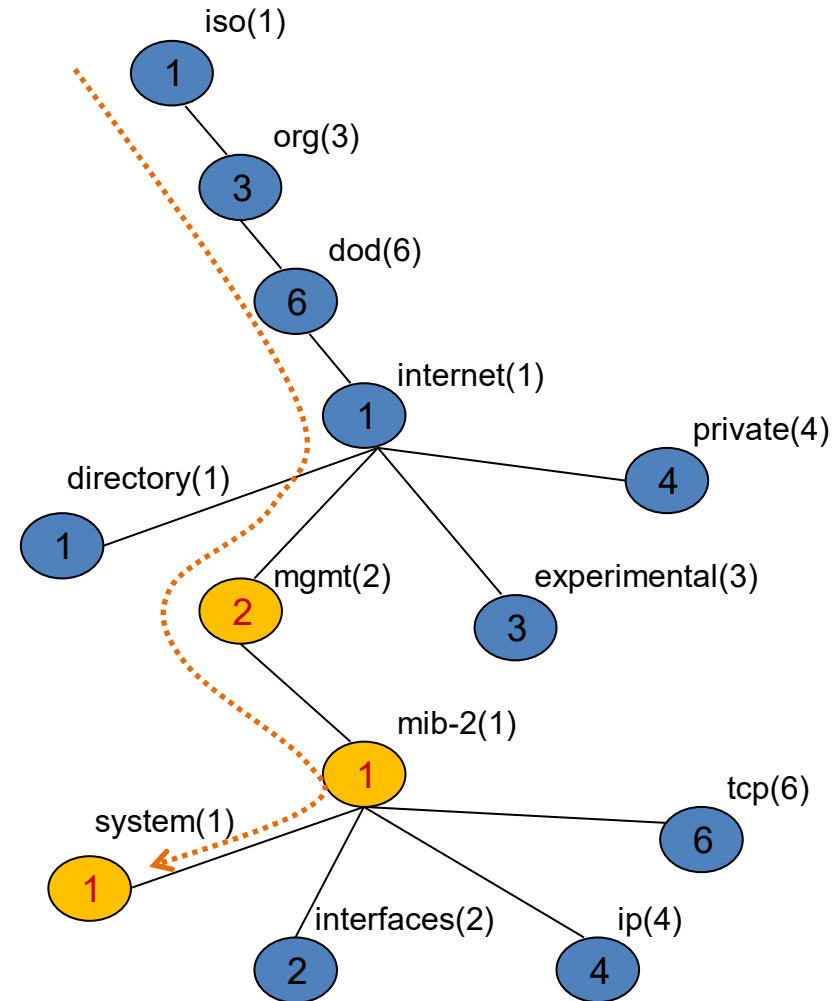 iso(1)
1
org(3)
3
dod(6)
6
internet(1)
1
private(4)
4
directory(1)
1
mgmt(2)
2
experimental(3)
3
mib-2(1)
1
tcp(6)
6
system(1)
1
interfaces(2)
2
ip(4)
4